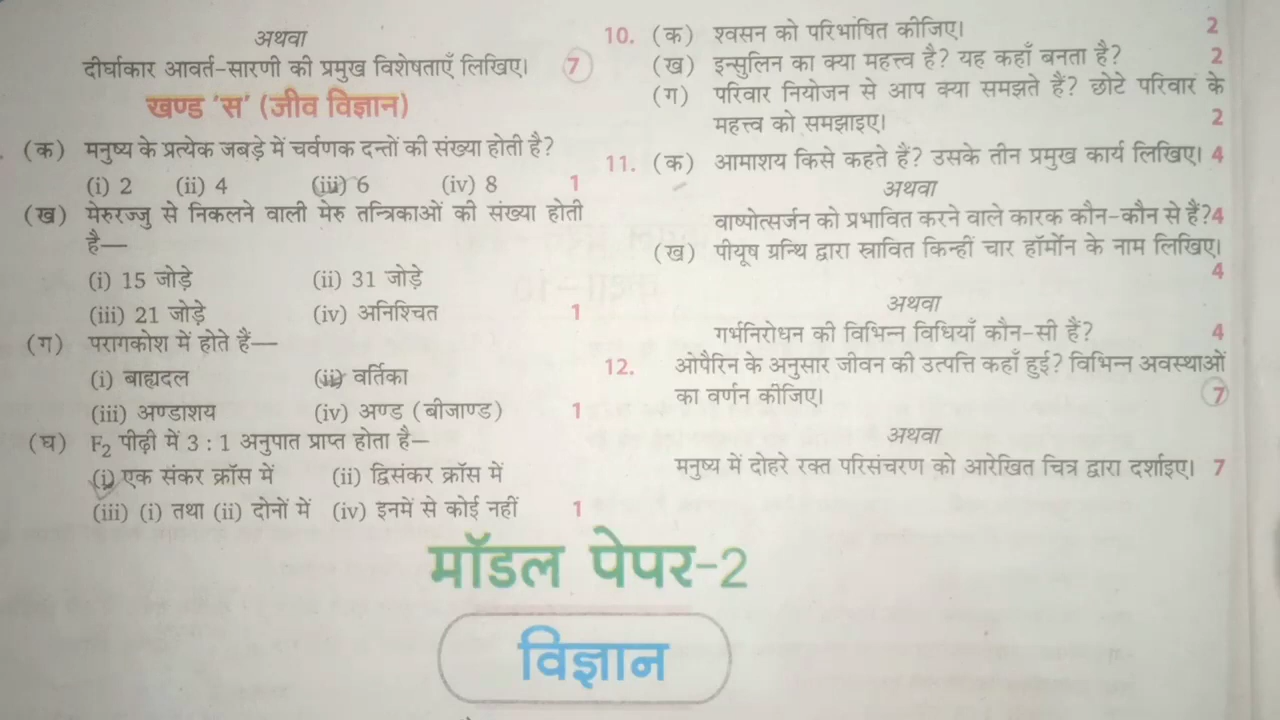 अथवा
दीर्घाकार आवर्त-सारणी की प्रमुख विशेषताएँ लिखिए। 7
खण्ड 'स' (जीव विज्ञान)
(क) मनुष्य के प्रत्येक जबड़े में चर्वणक दन्तों की संख्या होती है?
(i) 2 (ii) 4 (iii) 6 (iv) 8 1
(ख) मेरुरज्जु से निकलने वाली मेरु तन्त्रिकाओं की संख्या होती
है—
(i) 15 जोड़े (ii) 31 जोड़े
(iii) 21 जोड़े (iv) अनिश्चित 1
(ग) परागकोश में होते हैं—
(i) बाह्यदल (ii) वर्तिका
(iii) अण्डाशय (iv) अण्ड (बीजाण्ड) 1
(घ) F₂ पीढ़ी में 3 : 1 अनुपात प्राप्त होता है—
(i) एक संकर क्रॉस में (ii) द्विसंकर क्रॉस में
(iii) (i) तथा (ii) दोनों में (iv) इनमें से कोई नहीं 1
10. (क) श्वसन को परिभाषित कीजिए। 2
(ख) इन्सुलिन का क्या महत्त्व है? यह कहाँ बनता है? 2
(ग) परिवार नियोजन से आप क्या समझते हैं? छोटे परिवार के
महत्त्व को समझाइए। 2
11. (क) आमाशय किसे कहते हैं? उसके तीन प्रमुख कार्य लिखिए। 4
अथवा
वाष्पोत्सर्जन को प्रभावित करने वाले कारक कौन-कौन से हैं? 4
(ख) पीयूष ग्रन्थि द्वारा स्रावित किन्हीं चार हॉर्मोन के नाम लिखिए।
4
अथवा
गर्भनिरोधन की विभिन्न विधियाँ कौन-सी हैं? 4
12. ओपैरिन के अनुसार जीवन की उत्पत्ति कहाँ हुई? विभिन्न अवस्थाओं
का वर्णन कीजिए। 7
अथवा
मनुष्य में दोहरे रक्त परिसंचरण को आरेखित चित्र द्वारा दर्शाइए। 7
मॉडल पेपर-2
विज्ञान